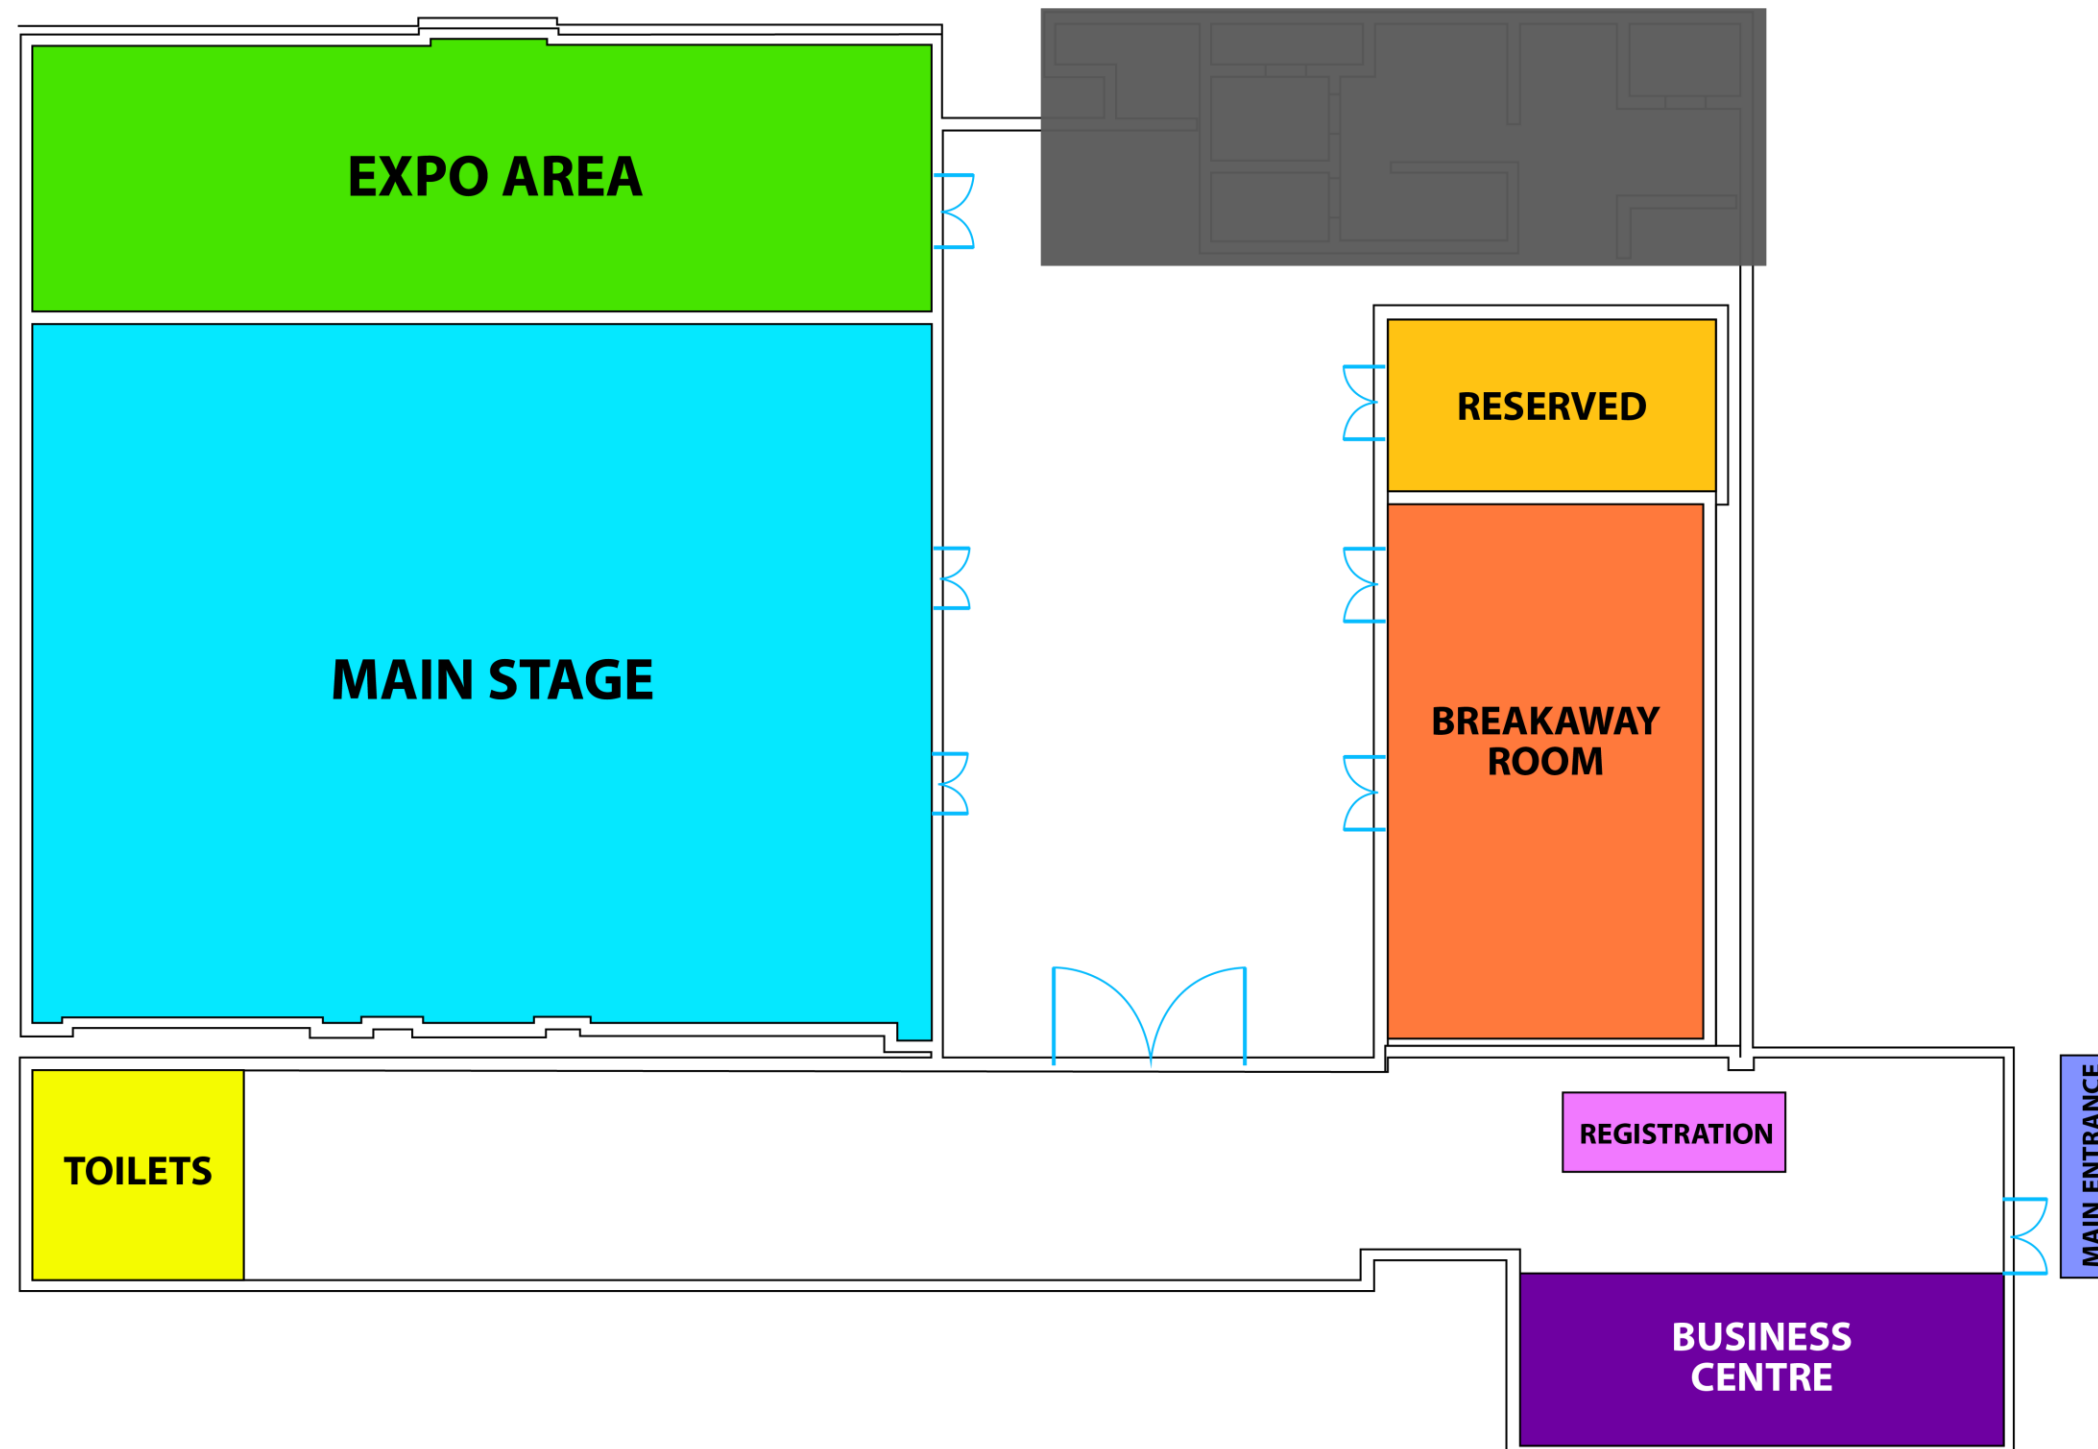 EXPO AREA
RESERVED
MAIN STAGE
BREAKAWAY
ROOM
TOILETS
REGISTRATION
MAIN ENTRANCE
BUSINESS
CENTRE